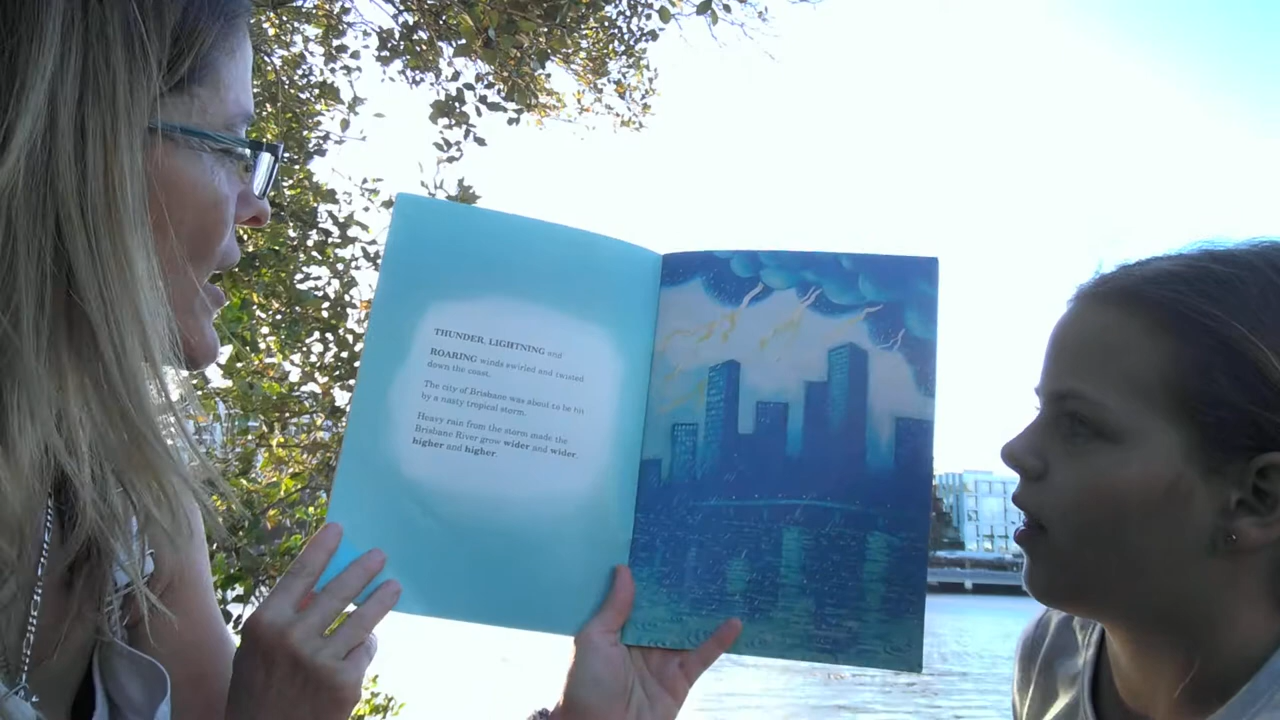 THUNDER, LIGHTNING and
ROARING winds swirled and twisted
down the coast.
The city of Brisbane was about to be hit
by a nasty tropical storm.
Heavy rain from the storm made the
Brisbane River grow wider and wider,
higher and higher.